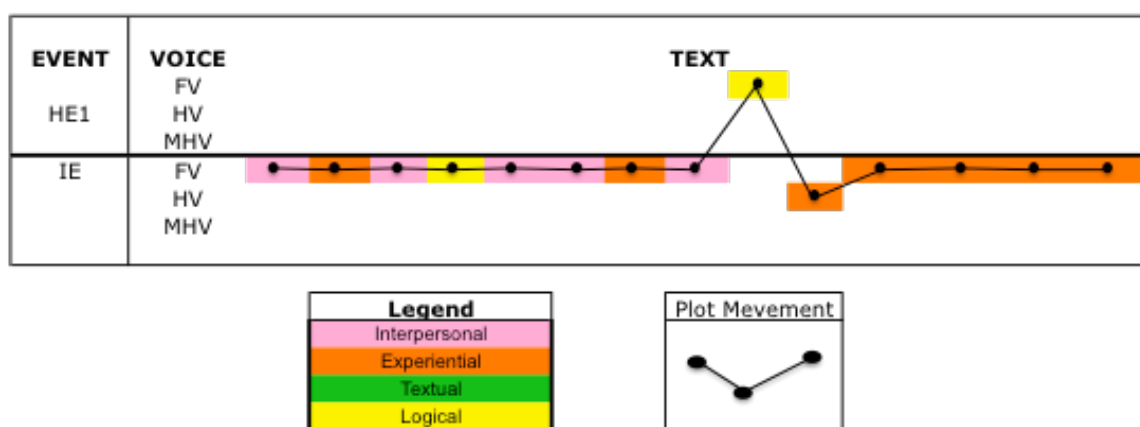 EVENT VOICE TEXT
FV
HE1 HV
MHV
IE FV
HV
MHV
Legend Plot Mevement
Interpersonal
Experiential
Textual
Logical